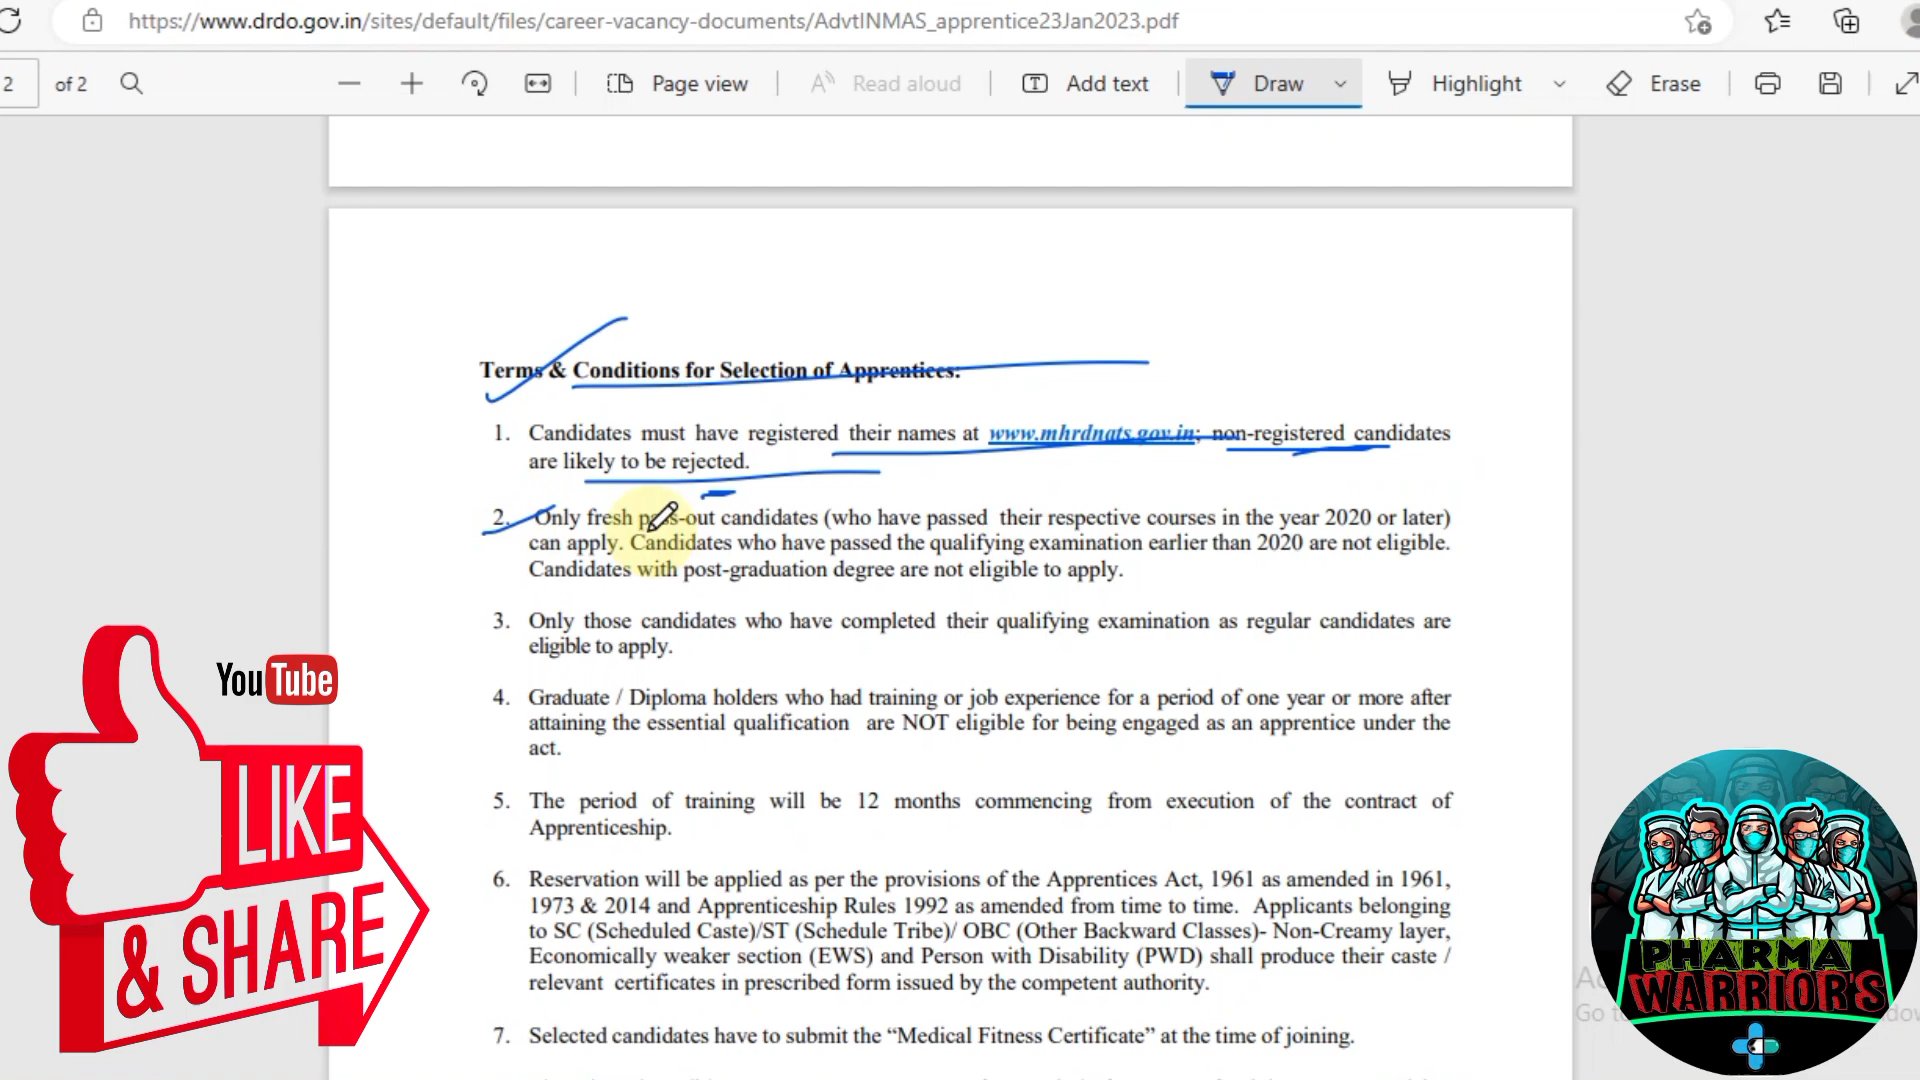 https://www.drdo.gov.in/sites/default/files/career-vacancy-documents/AdvtINMAS_apprentice23Jan2023.pdf
2 of 2 Page view Read aloud Add text Draw Highlight Erase
Terms & Conditions for Selection of Apprentices:
1. Candidates must have registered their names at www.mhrdnats.gov.in; non-registered candidates
are likely to be rejected.
2. Only fresh pass-out candidates (who have passed their respective courses in the year 2020 or later)
can apply. Candidates who have passed the qualifying examination earlier than 2020 are not eligible.
Candidates with post-graduation degree are not eligible to apply.
3. Only those candidates who have completed their qualifying examination as regular candidates are
eligible to apply.
4. Graduate / Diploma holders who had training or job experience for a period of one year or more after
attaining the essential qualification are NOT eligible for being engaged as an apprentice under the
act.
5. The period of training will be 12 months commencing from execution of the contract of
Apprenticeship.
6. Reservation will be applied as per the provisions of the Apprentices Act, 1961 as amended in 1961,
1973 & 2014 and Apprenticeship Rules 1992 as amended from time to time. Applicants belonging
to SC (Scheduled Caste)/ST (Schedule Tribe)/ OBC (Other Backward Classes)- Non-Creamy layer,
Economically weaker section (EWS) and Person with Disability (PWD) shall produce their caste /
relevant certificates in prescribed form issued by the competent authority.
7. Selected candidates have to submit the “Medical Fitness Certificate” at the time of joining.
YouTube
LIKE
& SHARE
PHARMA
WARRIOR'S